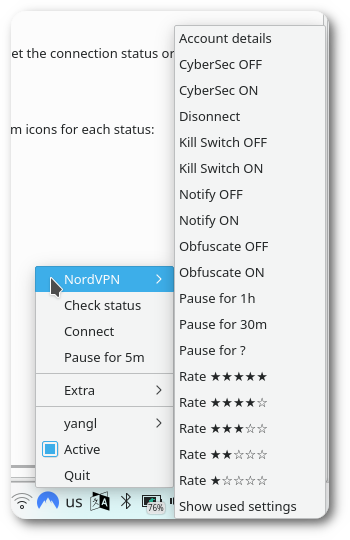 et the connection status or
m icons for each status:
Account details
CyberSec OFF
CyberSec ON
Disonnect
Kill Switch OFF
Kill Switch ON
Notify OFF
Notify ON
Obfuscate OFF
Obfuscate ON
Pause for 1h
Pause for 30m
Pause for ?
Rate ★★★★★
Rate ★★★★☆
Rate ★★★☆☆
Rate ★★☆☆☆
Rate ★☆☆☆☆
Show used settings
NordVPN
Check status
Connect
Pause for 5m
Extra
yangl
Active
Quit
us
76%